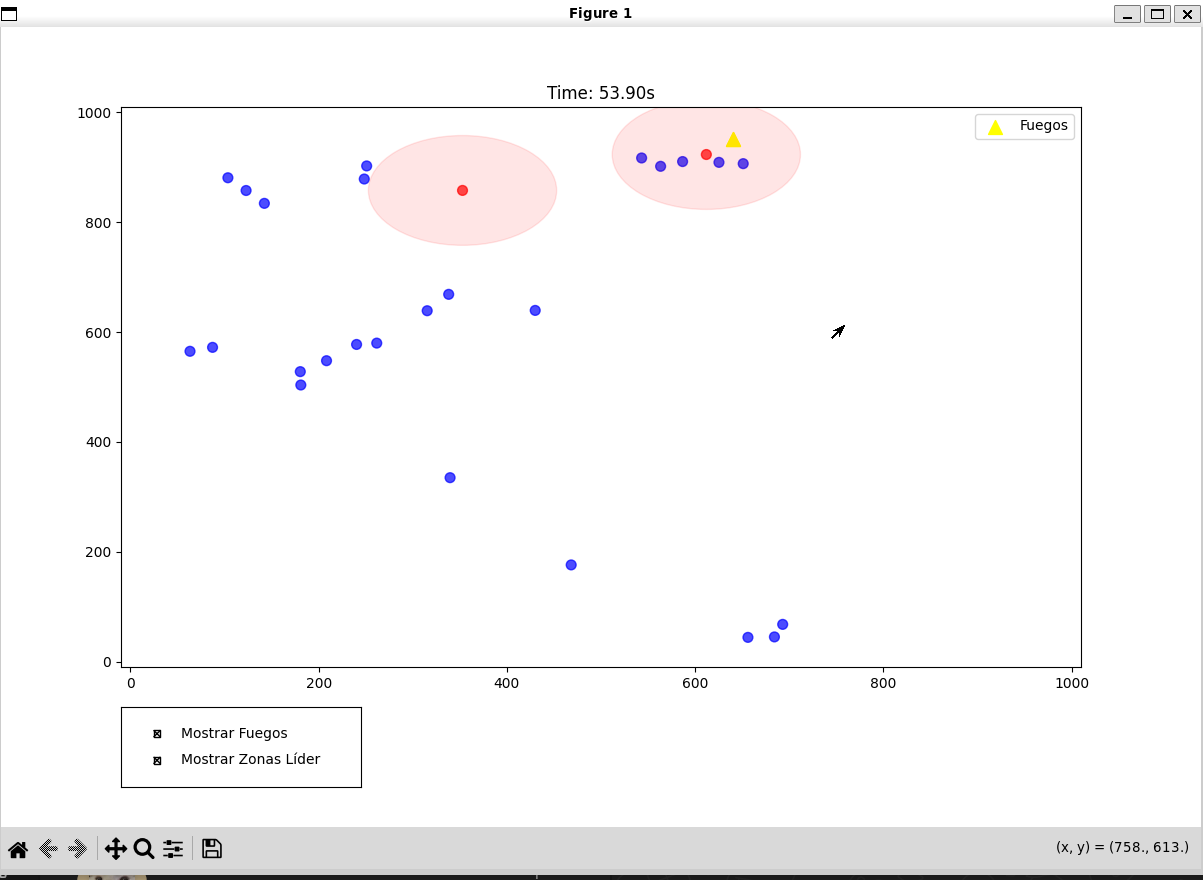 Figure 1
Time: 53.90s
1000
800
600
400
200
0
Fuegos
0 200 400 600 800 1000
Mostrar Fuegos
Mostrar Zonas Líder
(x, y) = (758., 613.)